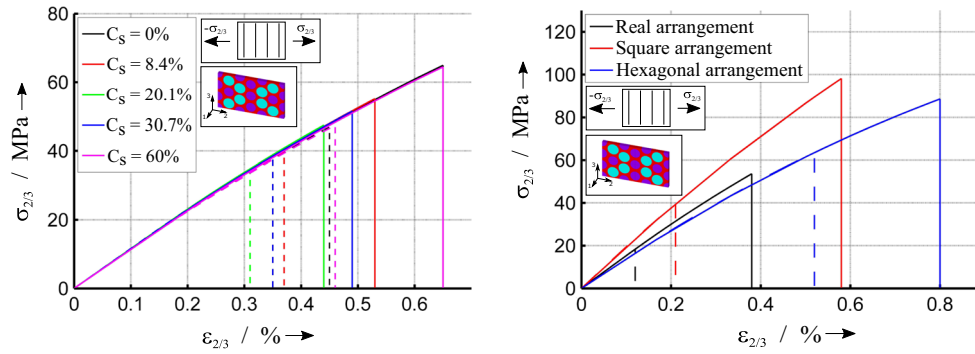 80
60
40
20
0
σ2/3 / MPa
C_S = 0%
C_S = 8.4%
C_S = 20.1%
C_S = 30.7%
C_S = 60%
-σ2/3 σ2/3
3
1 2
0 0.1 0.2 0.3 0.4 0.5 0.6 0.7
ε2/3 / %
120
100
80
60
40
20
0
σ2/3 / MPa
Real arrangement
Square arrangement
Hexagonal arrangement
-σ2/3 σ2/3
3
1 2
0 0.2 0.4 0.6 0.8
ε2/3 / %